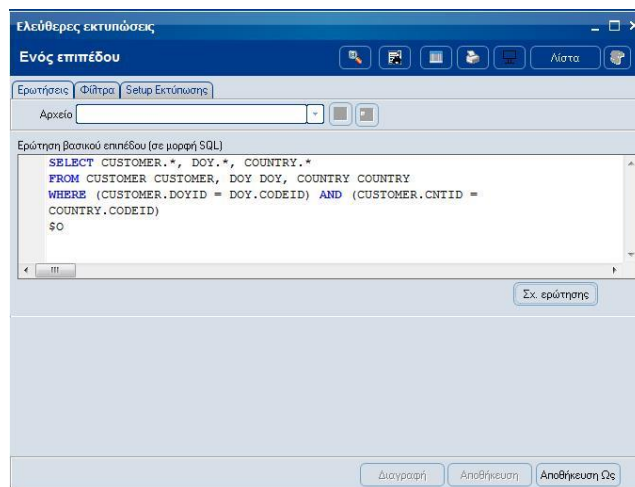 Ελεύθερες εκτυπώσεις
Ενός επιπέδου
Λίστα
Ερωτήσεις Φίλτρα Setup Εκτύπωσης
Αρχείο
Ερώτηση βασικού επιπέδου (σε μορφή SQL)
SELECT CUSTOMER.*, DOY.*, COUNTRY.*
FROM CUSTOMER CUSTOMER, DOY DOY, COUNTRY COUNTRY
WHERE (CUSTOMER.DOYID = DOY.CODEID) AND (CUSTOMER.CNTID =
COUNTRY.CODEID)
$O
Σχ. ερώτησης
Διαγραφή Αποθήκευση Αποθήκευση Ως